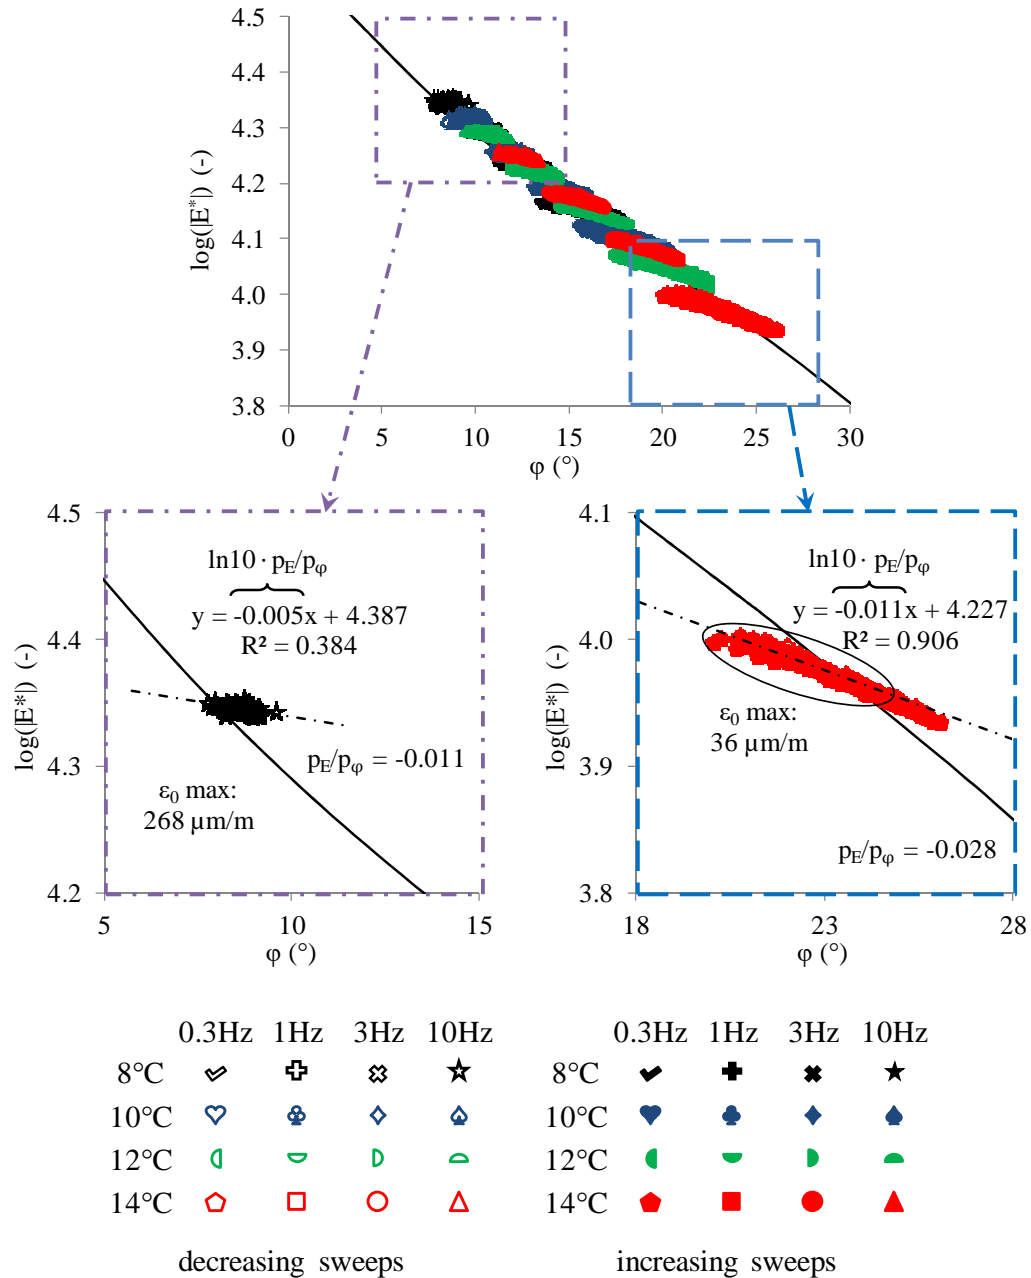 4.5
4.4
4.3
4.2
4.1
4.0
3.9
3.8
log(|E*|) (-)
0 5 10 15 20 25 30
φ (°)
4.5
4.4
4.3
4.2
log(|E*|) (-)
ln10 · pE/pφ
y = -0.005x + 4.387
R² = 0.384
pE/pφ = -0.011
ε0 max:
268 µm/m
5 10 15
φ (°)
4.1
4.0
3.9
3.8
log(|E*|) (-)
ln10 · pE/pφ
y = -0.011x + 4.227
R² = 0.906
ε0 max:
36 µm/m
pE/pφ = -0.028
18 23 28
φ (°)
0.3Hz 1Hz 3Hz 10Hz
8°C
10°C
12°C
14°C
decreasing sweeps
0.3Hz 1Hz 3Hz 10Hz
8°C
10°C
12°C
14°C
increasing sweeps